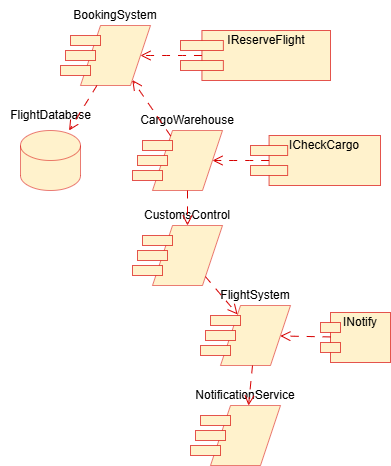 BookingSystem
IReserveFlight
FlightDatabase
CargoWarehouse
ICheckCargo
CustomsControl
FlightSystem
INotify
NotificationService